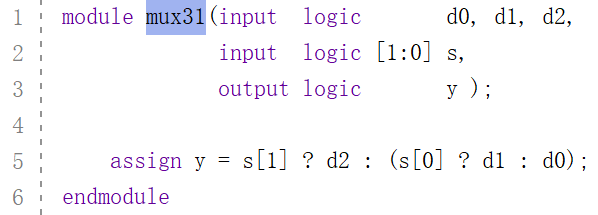 1 module mux31(input logic d0, d1, d2,
2 input logic [1:0] s,
3 output logic y );
4
5 assign y = s[1] ? d2 : (s[0] ? d1 : d0);
6 endmodule